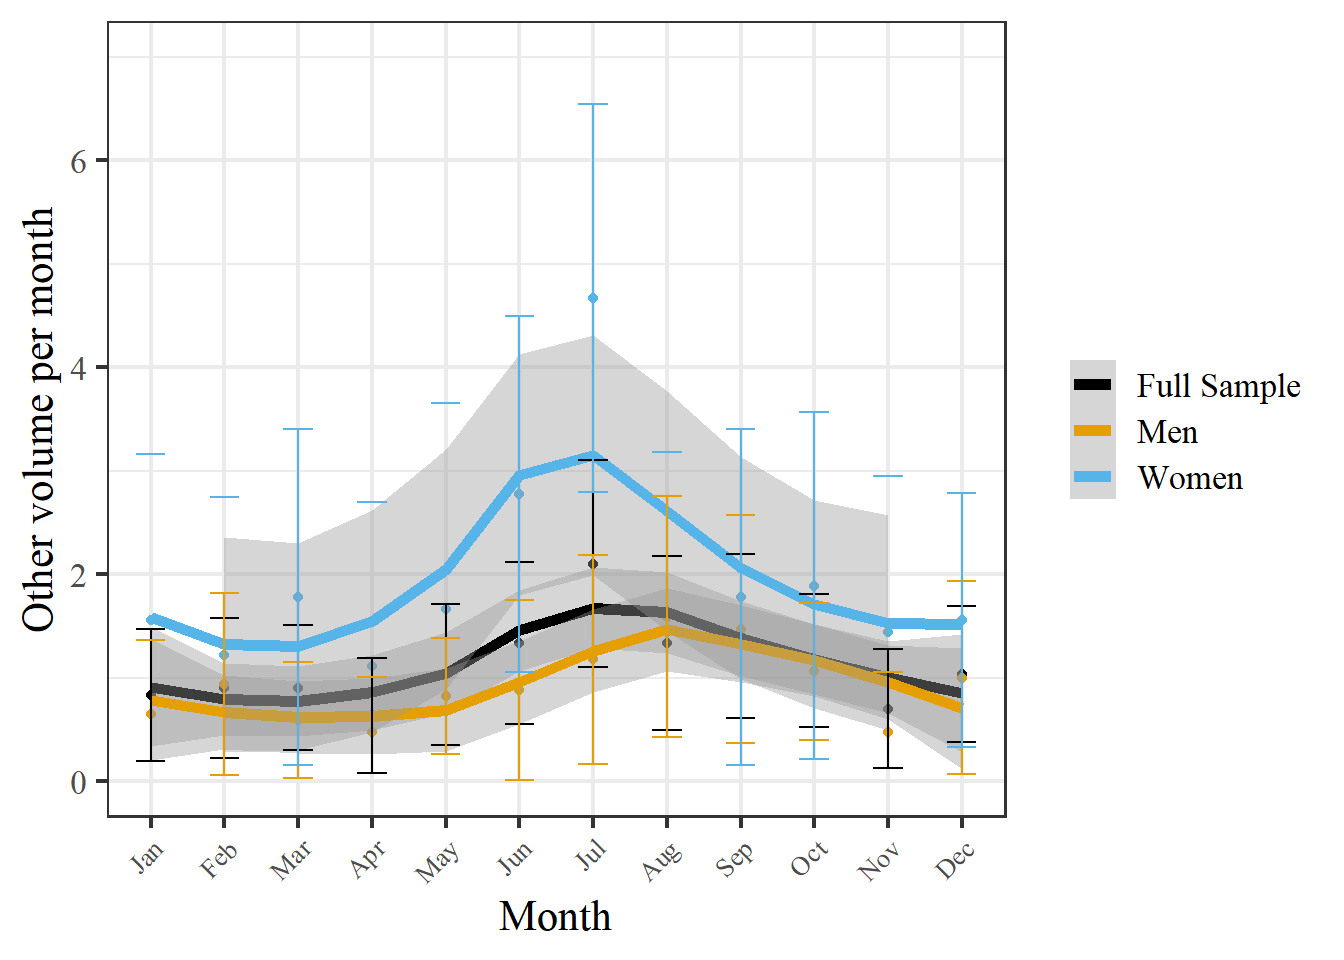 Other volume per month
6
4
2
0
Jan
Feb
Mar
Apr
May
Jun
Jul
Aug
Sep
Oct
Nov
Dec
Month
Full Sample
Men
Women